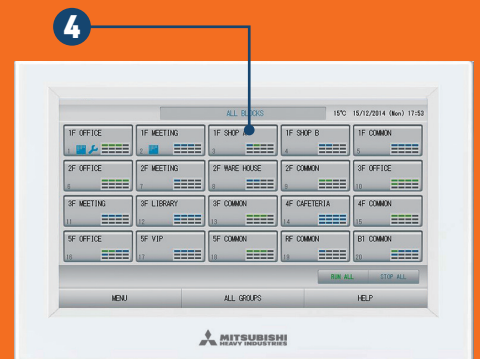 4
ALL BLOCKS 15°C 15/12/2014 (Mon) 17:53
1F OFFICE 1F MEETING 1F SHOP 1F SHOP B 1F COMMON
1 2 3 4 5
2F OFFICE 2F MEETING 2F WARE HOUSE 2F COMMON 3F OFFICE
6 7 8 9 10
3F MEETING 3F LIBRARY 3F COMMON 4F CAFETERIA 4F COMMON
11 12 13 14 15
5F OFFICE 5F VIP 5F COMMON RF COMMON B1 COMMON
16 17 18 19 20
RUN ALL STOP ALL
MENU ALL GROUPS HELP
MITSUBISHI
HEAVY INDUSTRIES